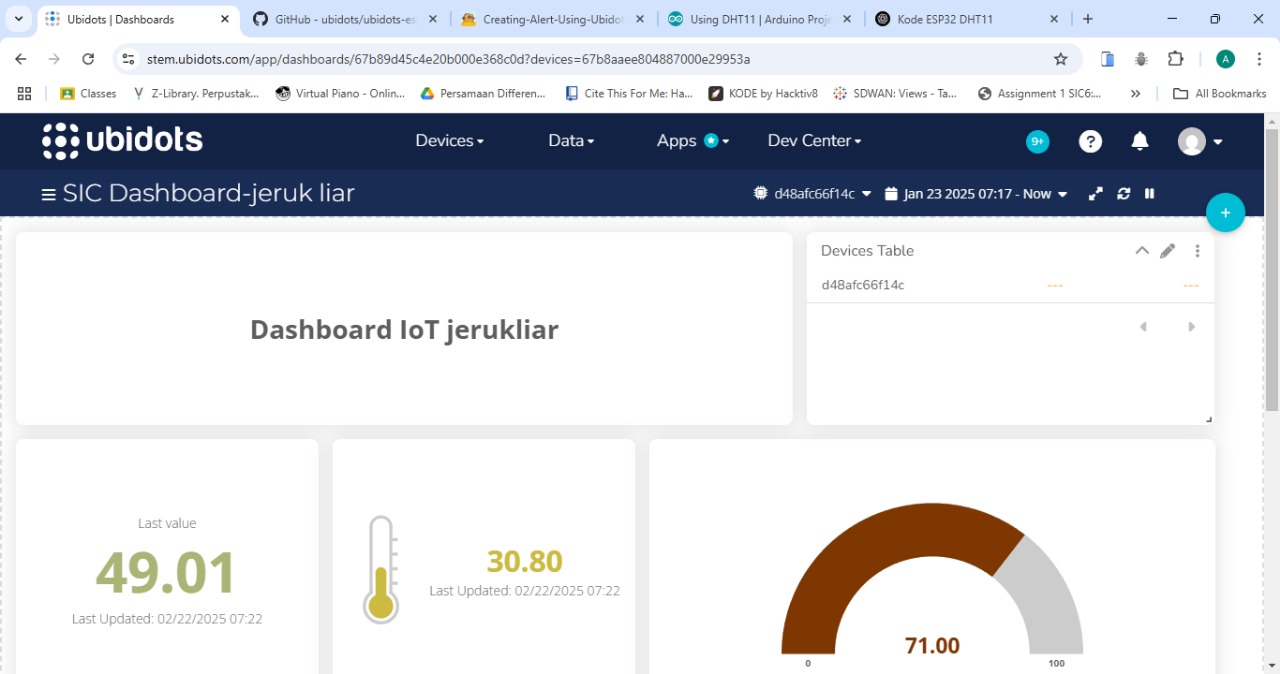 Ubidots | Dashboards
GitHub - ubidots/ubidots-es
Creating-Alert-Using-Ubidot
Using DHT11 | Arduino Proje
Kode ESP32 DHT11
stem.ubidots.com/app/dashboards/67b89d45c4e20b000e368c0d?devices=67b8aaee804887000e29953a
A
Classes
Z-Library. Perpustak...
Virtual Piano - Onlin...
Persamaan Differen...
Cite This For Me: Ha...
KODE by Hacktiv8
SDWAN: Views - Ta...
Assignment 1 SIC6:...
All Bookmarks
ubidots
Devices
Data
Apps
Dev Center
9+
?
SIC Dashboard-jeruk liar
d48afc66f14c
Jan 23 2025 07:17 - Now
Dashboard IoT jerukliar
Devices Table
d48afc66f14c --- ---
Last value
49.01
Last Updated: 02/22/2025 07:22
30.80
Last Updated: 02/22/2025 07:22
71.00
0 100